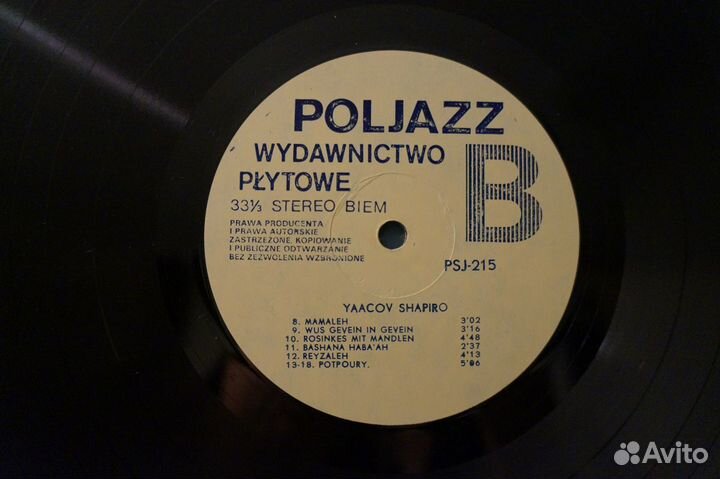 POLJAZZ
WYDAWNICTWO
PŁYTOWE
B
33⅓ STEREO BIEM
PRAWA PRODUCENTA
I PRAWA AUTORSKIE
ZASTRZEŻONE. KOPIOWANIE
I PUBLICZNE ODTWARZANIE
BEZ ZEZWOLENIA WZBRONIONE
PSJ-215
YAACOV SHAPIRO
8. MAMALEH 3'02
9. WUS GEVEIN IN GEVEIN 3'16
10. ROSINKES MIT MANDLEN 4'48
11. BASHANA HABA'AH 2'37
12. REYZALEH 4'13
13-18. POTPOURY. 5'06
Avito